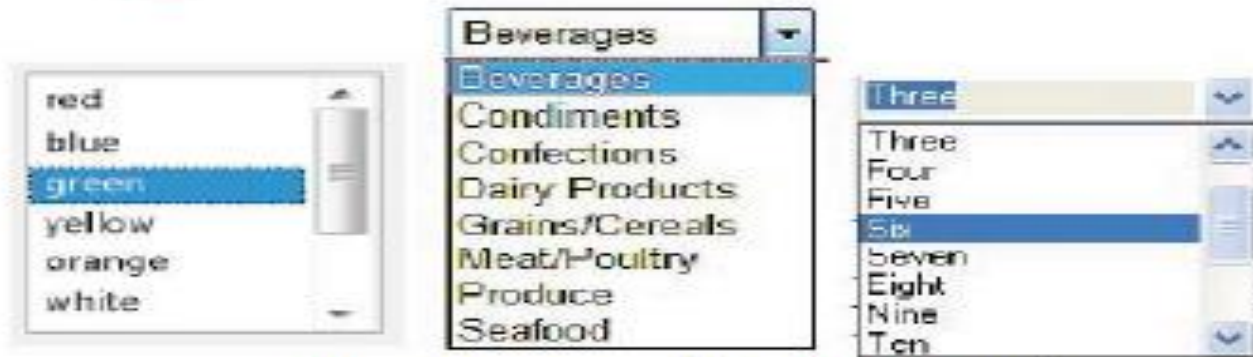 red
blue
green
yellow
orange
white
Beverages
Beverages
Condiments
Confections
Dairy Products
Grains/Cereals
Meat/Poultry
Produce
Seafood
Three
Three
Four
Five
Six
Seven
Eight
Nine
Ten